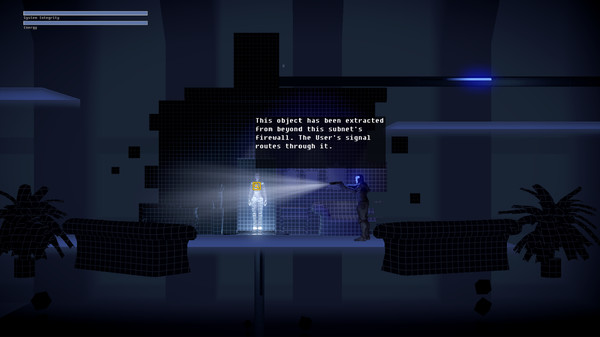 System Integrity
Energy
This object has been extracted
from beyond this subnet's
firewall. The User's signal
routes through it.